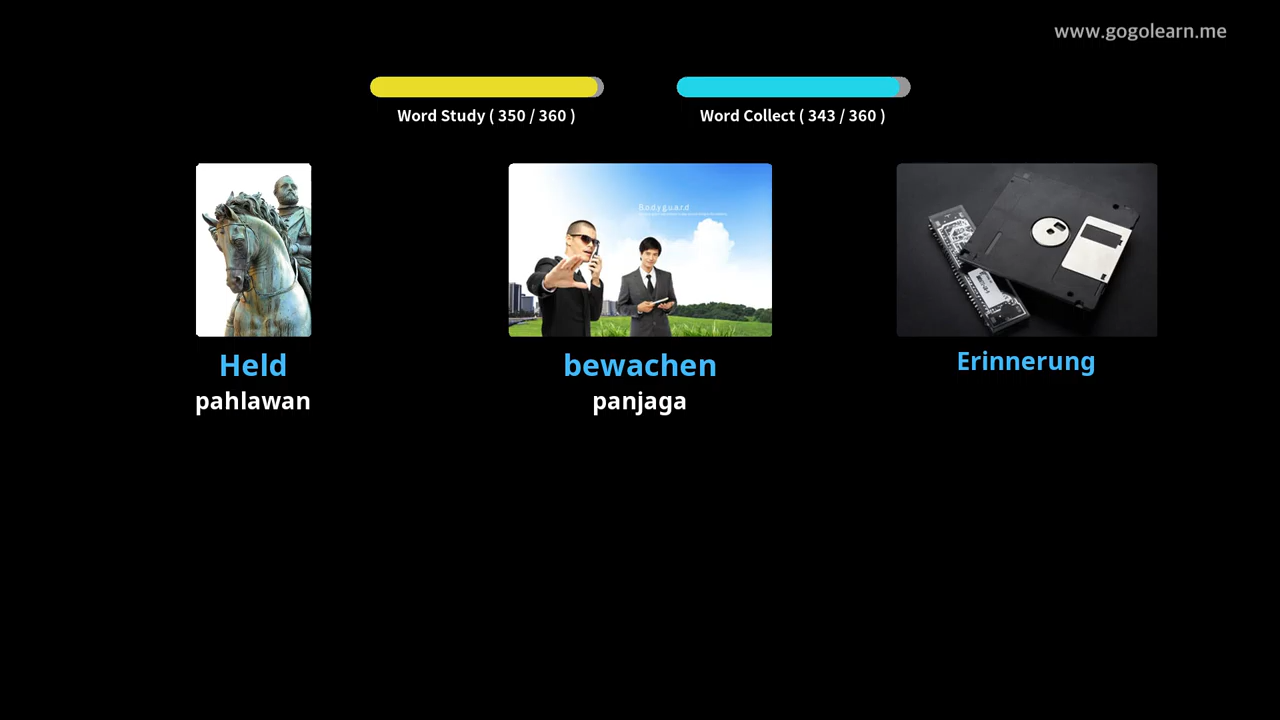 www.gogolearn.me
Word Study ( 350 / 360 )
Word Collect ( 343 / 360 )
Bodyguard
Held
bewachen
Erinnerung
pahlawan
panjaga